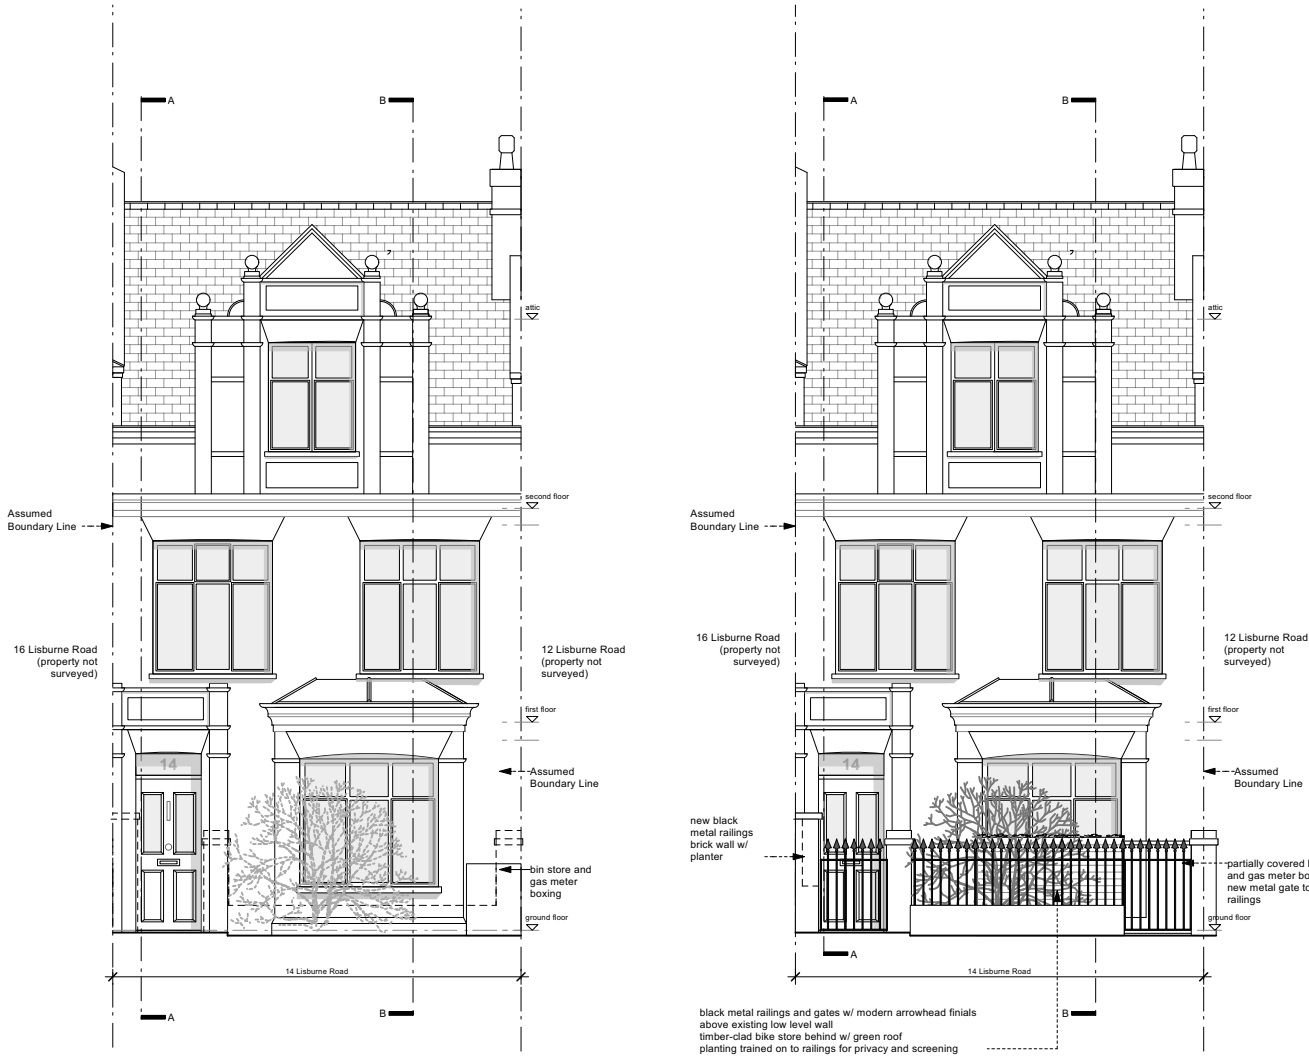 A
B
attic
second floor
Assumed
Boundary Line
16 Lisburne Road
(property not
surveyed)
12 Lisburne Road
(property not
surveyed)
first floor
14
Assumed
Boundary Line
bin store and
gas meter
boxing
ground floor
14 Lisburne Road
A
B
A
B
attic
second floor
Assumed
Boundary Line
16 Lisburne Road
(property not
surveyed)
12 Lisburne Road
(property not
surveyed)
first floor
14
Assumed
Boundary Line
new black
metal railings
brick wall w/
planter
partially covered
and gas meter
new metal gate
railings
ground floor
A
14 Lisburne Road
B
black metal railings and gates w/ modern arrowhead finials
above existing low level wall
timber-clad bike store behind w/ green roof
planting trained on to railings for privacy and screening